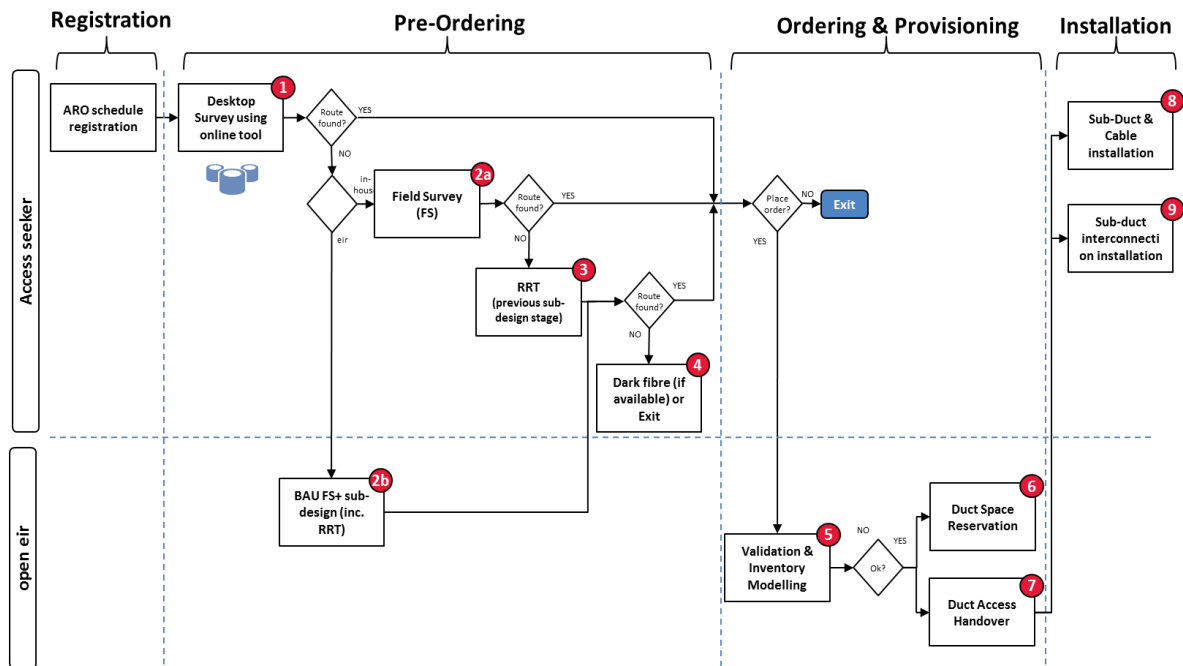 Registration
Pre-Ordering
Ordering & Provisioning
Installation
Access seeker
ARO schedule
registration
1
Desktop
Survey using
online tool
Route
found?
YES
NO
in-
house
eir
2a
Field Survey
(FS)
Route
found?
YES
NO
3
RRT
(previous sub-
design stage)
Route
found?
YES
NO
4
Dark fibre (if
available) or
Exit
Place
order?
NO
Exit
YES
8
Sub-Duct &
Cable
installation
9
Sub-duct
interconnecti
on installation
open eir
2b
BAU FS+ sub-
design (inc.
RRT)
5
Validation &
Inventory
Modelling
NO
YES
Ok?
6
Duct Space
Reservation
7
Duct Access
Handover